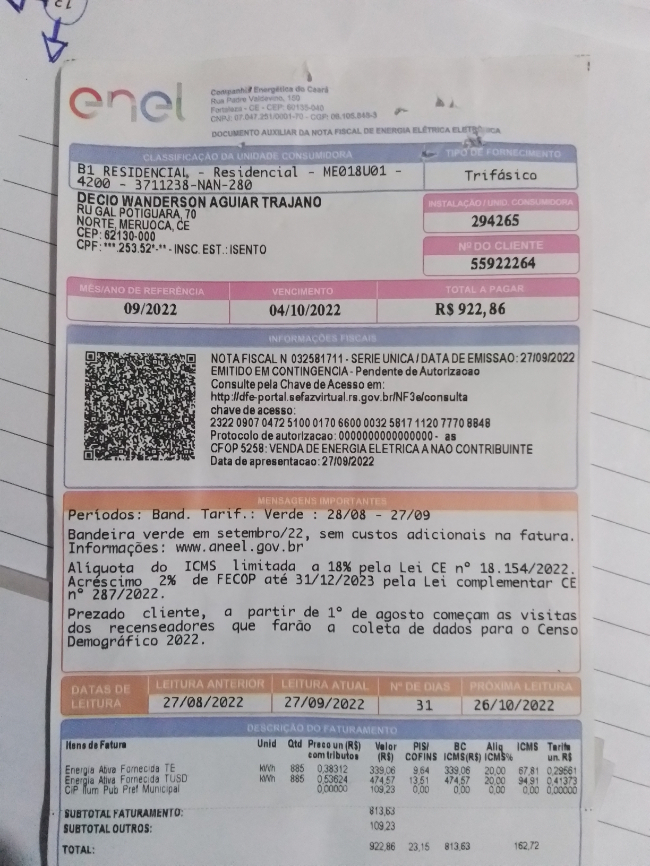 enel
Companhia Energética do Ceará
Rua Padre Valdevino, 150
Fortaleza - CE - CEP: 60135-040
CNPJ: 07.047.251/0001-70 - CGF: 06.105.848-3
DOCUMENTO AUXILIAR DA NOTA FISCAL DE ENERGIA ELÉTRICA ELETRÔNICA
CLASSIFICAÇÃO DA UNIDADE CONSUMIDORA
TIPO DE FORNECIMENTO
B1 RESIDENCIAL - Residencial - ME018U01 -
4200 - 3711238-NAN-280
Trifásico
DECIO WANDERSON AGUIAR TRAJANO
RU GAL POTIGUARA, 70
NORTE, MERUOCA, CE
CEP: 62130-000
CPF: ***.253.52*-** - INSC. EST.: ISENTO
INSTALAÇÃO / UNID. CONSUMIDORA
294265
Nº DO CLIENTE
55922264
MÊS/ANO DE REFERÊNCIA VENCIMENTO TOTAL A PAGAR
09/2022 04/10/2022 R$ 922,86
INFORMAÇÕES FISCAIS
NOTA FISCAL N 032581711 - SERIE UNICA / DATA DE EMISSAO: 27/09/2022
EMITIDO EM CONTINGENCIA - Pendente de Autorizacao
Consulte pela Chave de Acesso em:
http://dfe-portal.sefazvirtual.rs.gov.br/NF3e/consulta
chave de acesso:
2322 0907 0472 5100 0170 6600 0032 5817 1120 7770 8848
Protocolo de autorizacao: 0000000000000000 - as
CFOP 5258: VENDA DE ENERGIA ELETRICA A NAO CONTRIBUINTE
Data de apresentacao: 27/09/2022
MENSAGENS IMPORTANTES
Períodos: Band. Tarif.: Verde : 28/08 - 27/09
Bandeira verde em setembro/22, sem custos adicionais na fatura.
Informações: www.aneel.gov.br
Alíquota do ICMS limitada a 18% pela Lei CE nº 18.154/2022.
Acréscimo 2% de FECOP até 31/12/2023 pela Lei complementar CE
nº 287/2022.
Prezado cliente, a partir de 1º de agosto começam as visitas
dos recenseadores que farão a coleta de dados para o Censo
Demográfico 2022.
DATAS DE LEITURA
LEITURA ANTERIOR LEITURA ATUAL Nº DE DIAS PRÓXIMA LEITURA
27/08/2022 27/09/2022 31 26/10/2022
DESCRIÇÃO DO FATURAMENTO
Itens de Fatura Unid Qtd Preço un (R$) com tributos Valor (R$) PIS/ COFINS BC ICMS(R$) Aliq ICMS% ICMS Tarifa un. R$
Energia Ativa Fornecida TE kWh 885 0,38312 339,06 9,64 339,06 20,00 67,81 0,29561
Energia Ativa Fornecida TUSD kWh 885 0,53624 474,57 13,51 474,57 20,00 94,91 0,41373
CIP Ilum Pub Pref Municipal 0,00000 109,23 0,00 0,00 0,00 0,00 0,00000
SUBTOTAL FATURAMENTO: 813,63
SUBTOTAL OUTROS: 109,23
TOTAL: 922,86 23,15 813,63 162,72